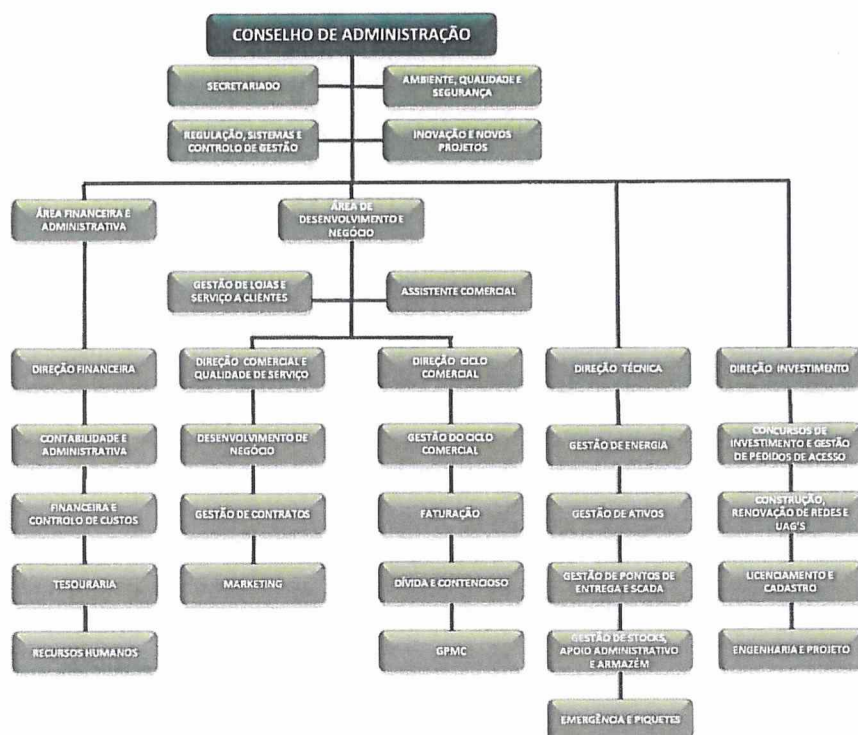 CONSELHO DE ADMINISTRAÇÃO
SECRETARIADO
AMBIENTE, QUALIDADE E
SEGURANÇA
REGULAÇÃO, SISTEMAS E
CONTROLO DE GESTÃO
INOVAÇÃO E NOVOS
PROJETOS
ÁREA FINANCEIRA E
ADMINISTRATIVA
ÁREA DE
DESENVOLVIMENTO E
NEGÓCIO
GESTÃO DE LOJAS E
SERVIÇO A CLIENTES
ASSISTENTE COMERCIAL
DIREÇÃO FINANCEIRA
CONTABILIDADE E
ADMINISTRATIVA
FINANCEIRA E
CONTROLO DE CUSTOS
TESOURARIA
RECURSOS HUMANOS
DIREÇÃO COMERCIAL E
QUALIDADE DE SERVIÇO
DESENVOLVIMENTO DE
NEGÓCIO
GESTÃO DE CONTRATOS
MARKETING
DIREÇÃO CICLO
COMERCIAL
GESTÃO DO CICLO
COMERCIAL
FATURAÇÃO
DÍVIDA E CONTENCIOSO
GPMC
DIREÇÃO TÉCNICA
GESTÃO DE ENERGIA
GESTÃO DE ATIVOS
GESTÃO DE PONTOS DE
ENTREGA E SCADA
GESTÃO DE STOCKS,
APOIO ADMINISTRATIVO
E ARMAZÉM
EMERGÊNCIA E PIQUETES
DIREÇÃO INVESTIMENTO
CONCURSOS DE
INVESTIMENTO E GESTÃO
DE PEDIDOS DE ACESSO
CONSTRUÇÃO,
RENOVAÇÃO DE REDES E
UAG'S
LICENCIAMENTO E
CADASTRO
ENGENHARIA E PROJETO